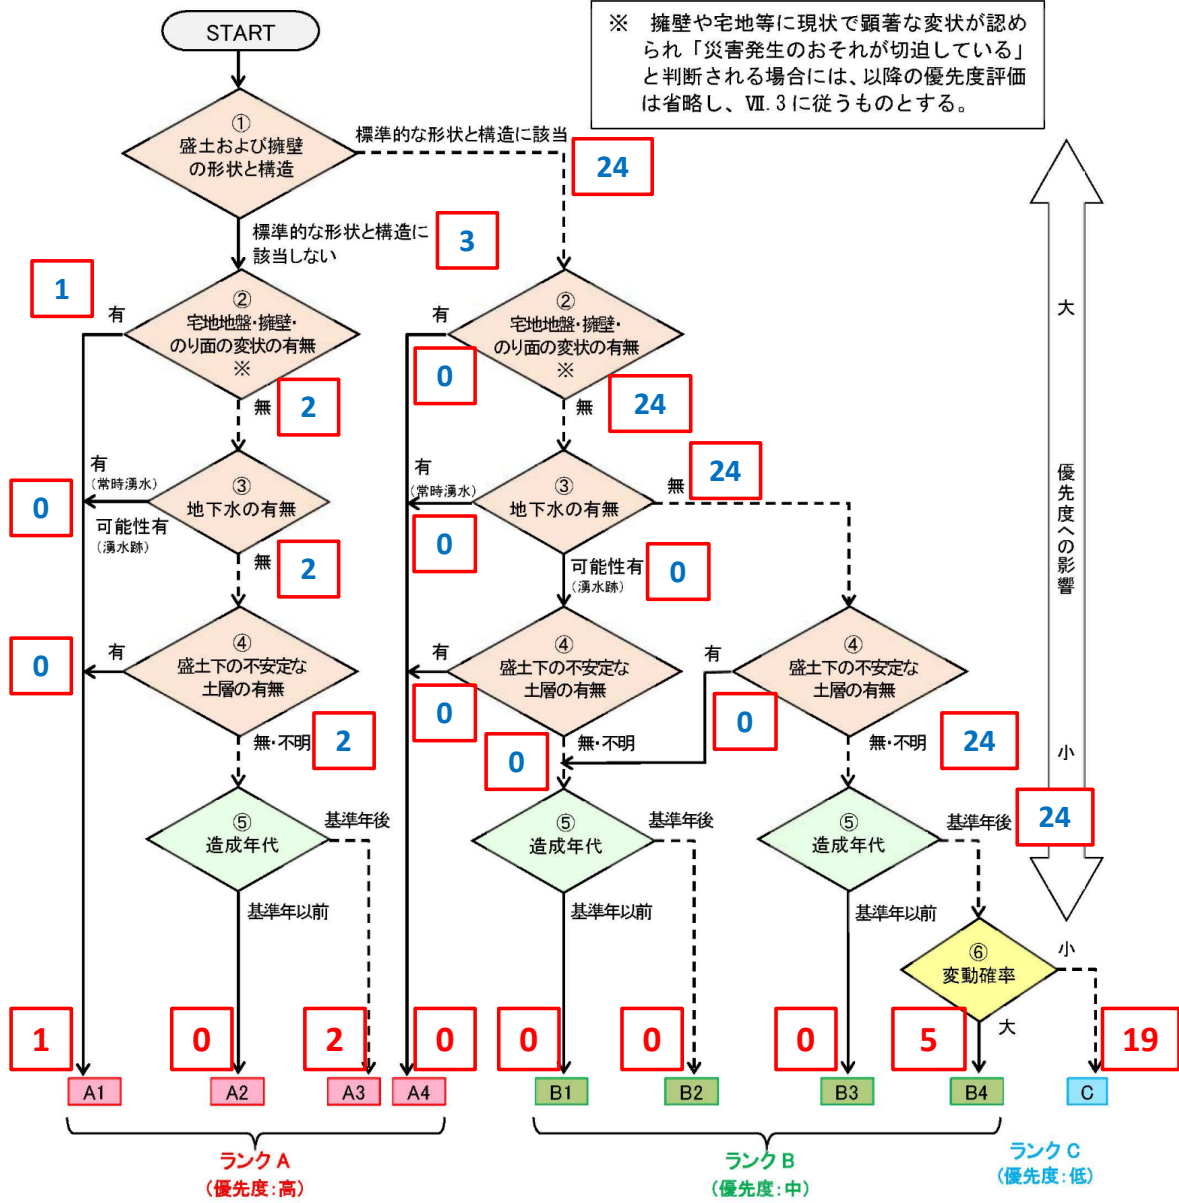 START
※ 擁壁や宅地等に現状で顕著な変状が認め
られ「災害発生のおそれが切迫している」
と判断される場合には、以降の優先度評価
は省略し、Ⅶ.3に従うものとする。
①
盛土および擁壁
の形状と構造
標準的な形状と構造に該当
24
標準的な形状と構造に
該当しない
3
1
有
②
宅地地盤・擁壁・
のり面の変状の有無
※
有
0
②
宅地地盤・擁壁・
のり面の変状の有無
※
大
無
2
無
24
有
(常時湧水)
0
可能性有
(湧水跡)
③
地下水の有無
有
(常時湧水)
0
③
地下水の有無
無
24
優先度への影響
無
2
可能性有
(湧水跡)
0
0
有
④
盛土下の不安定な
土層の有無
有
0
④
盛土下の不安定な
土層の有無
有
0
④
盛土下の不安定な
土層の有無
無・不明
2
無・不明
0
無・不明
24
小
⑤
造成年代
基準年後
⑤
造成年代
基準年後
⑤
造成年代
基準年後
24
基準年以前
基準年以前
基準年以前
⑥
変動確率
小
大
1
0
2
0
0
0
0
5
19
A1
A2
A3
A4
B1
B2
B3
B4
C
ランク A
(優先度:高)
ランク B
(優先度:中)
ランク C
(優先度:低)